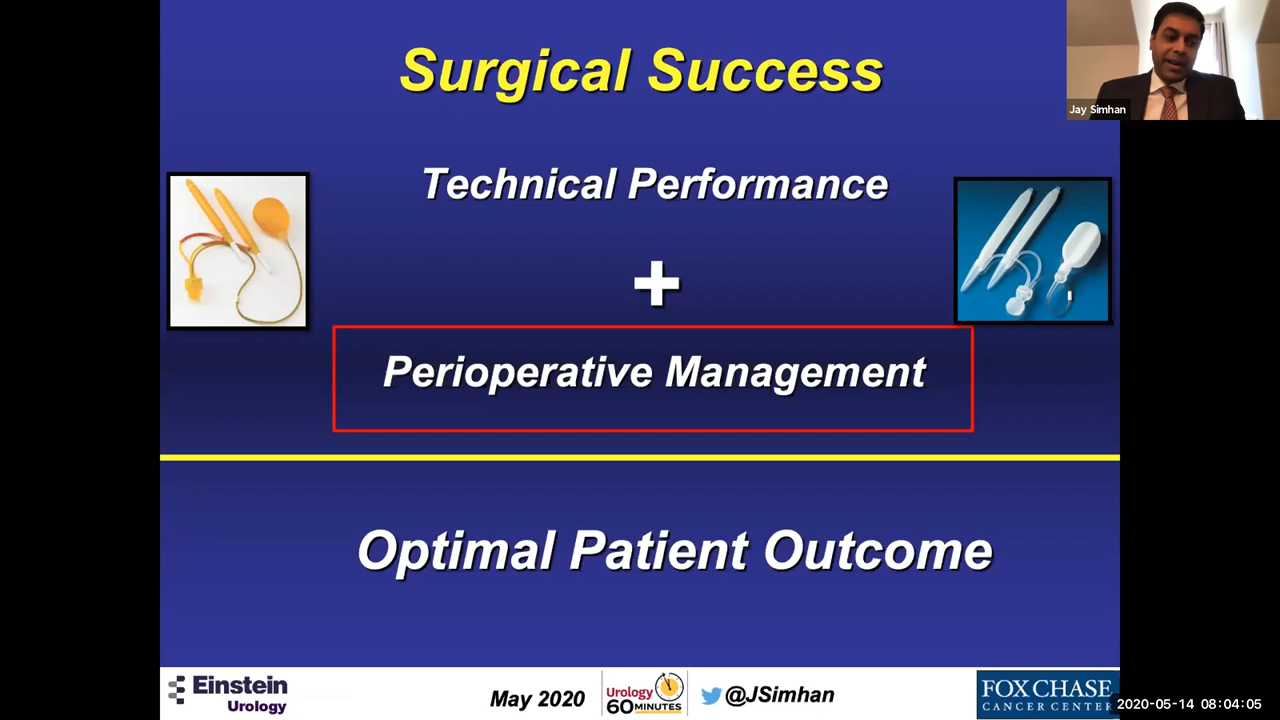 Surgical Success
Jay Simhan
Technical Performance
+
Perioperative Management
Optimal Patient Outcome
Einstein
Urology
May 2020
Urology
60 MINUTES
@JSimhan
FOX CHASE
CANCER CENTER
2020-05-14 08:04:05